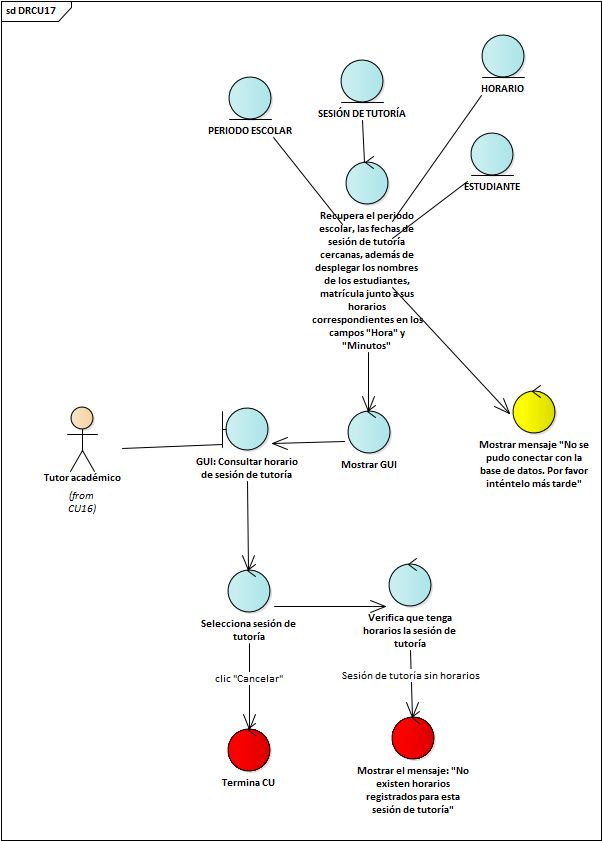 sd DRCU17
PERIODO ESCOLAR
SESIÓN DE TUTORÍA
HORARIO
ESTUDIANTE
Recupera el periodo
escolar, las fechas de
sesión de tutoría
cercanas, además de
desplegar los nombres
de los estudiantes,
matrícula junto a sus
horarios
correspondientes en los
campos "Hora" y
"Minutos"
Mostrar mensaje "No se
pudo conectar con la
base de datos. Por favor
inténtelo más tarde"
Tutor académico
(from
CU16)
GUI: Consultar horario
de sesión de tutoría
Mostrar GUI
Selecciona sesión de
tutoría
Verifica que tenga
horarios la sesión de
tutoría
clic "Cancelar"
Sesión de tutoría sin horarios
Termina CU
Mostrar el mensaje: "No
existen horarios
registrados para esta
sesión de tutoría"